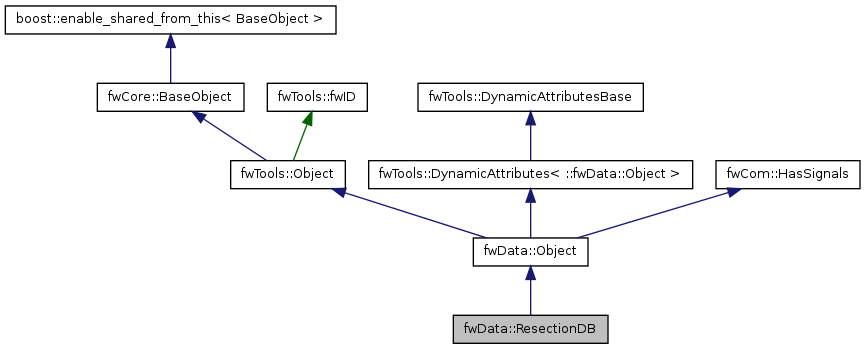 boost::enable_shared_from_this< BaseObject >
fwCore::BaseObject
fwTools::fwID
fwTools::DynamicAttributesBase
fwTools::Object
fwTools::DynamicAttributes< ::fwData::Object >
fwCom::HasSignals
fwData::Object
fwData::ResectionDB